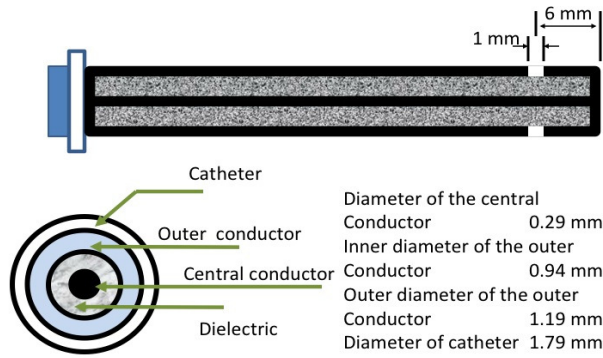 6 mm
1 mm
Catheter
Outer conductor
Central conductor
Dielectric
Diameter of the central
Conductor 0.29 mm
Inner diameter of the outer
Conductor 0.94 mm
Outer diameter of the outer
Conductor 1.19 mm
Diameter of catheter 1.79 mm